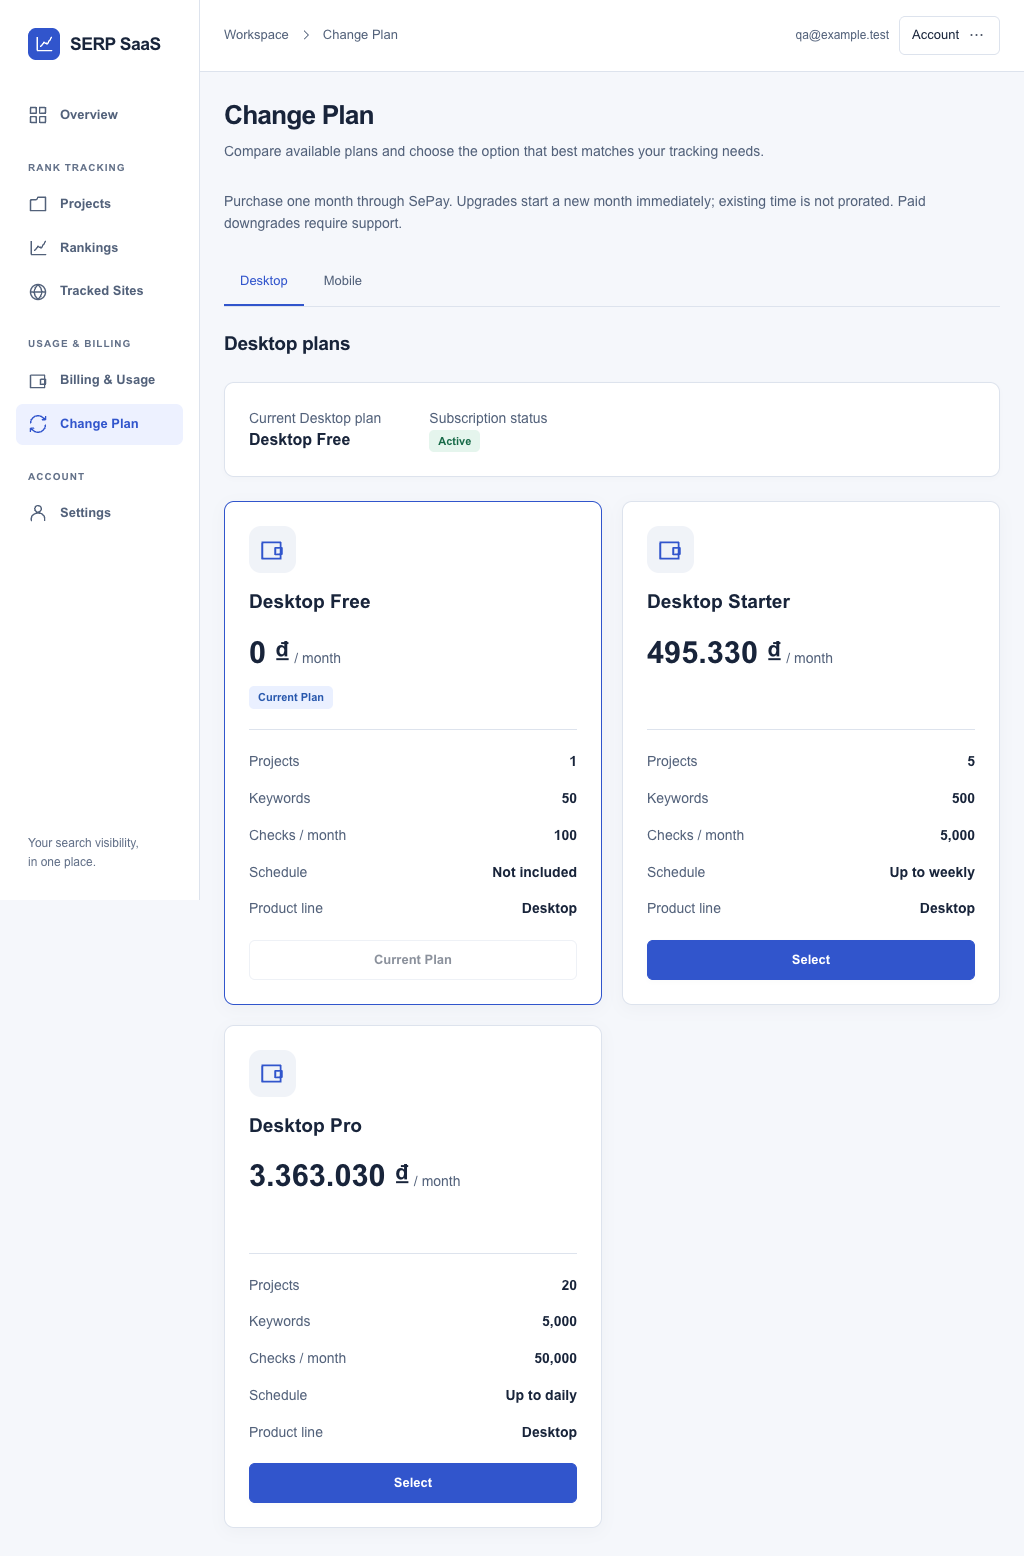 SERP SaaS
Overview
RANK TRACKING
Projects
Rankings
Tracked Sites
USAGE & BILLING
Billing & Usage
Change Plan
ACCOUNT
Settings
Your search visibility,
in one place.
Workspace > Change Plan
qa@example.test
Account ···
Change Plan
Compare available plans and choose the option that best matches your tracking needs.
Purchase one month through SePay. Upgrades start a new month immediately; existing time is not prorated. Paid
downgrades require support.
Desktop Mobile
Desktop plans
Current Desktop plan
Desktop Free
Subscription status
Active
Desktop Free
0 ₫ / month
Current Plan
Projects 1
Keywords 50
Checks / month 100
Schedule Not included
Product line Desktop
Current Plan
Desktop Starter
495.330 ₫ / month
Projects 5
Keywords 500
Checks / month 5,000
Schedule Up to weekly
Product line Desktop
Select
Desktop Pro
3.363.030 ₫ / month
Projects 20
Keywords 5,000
Checks / month 50,000
Schedule Up to daily
Product line Desktop
Select